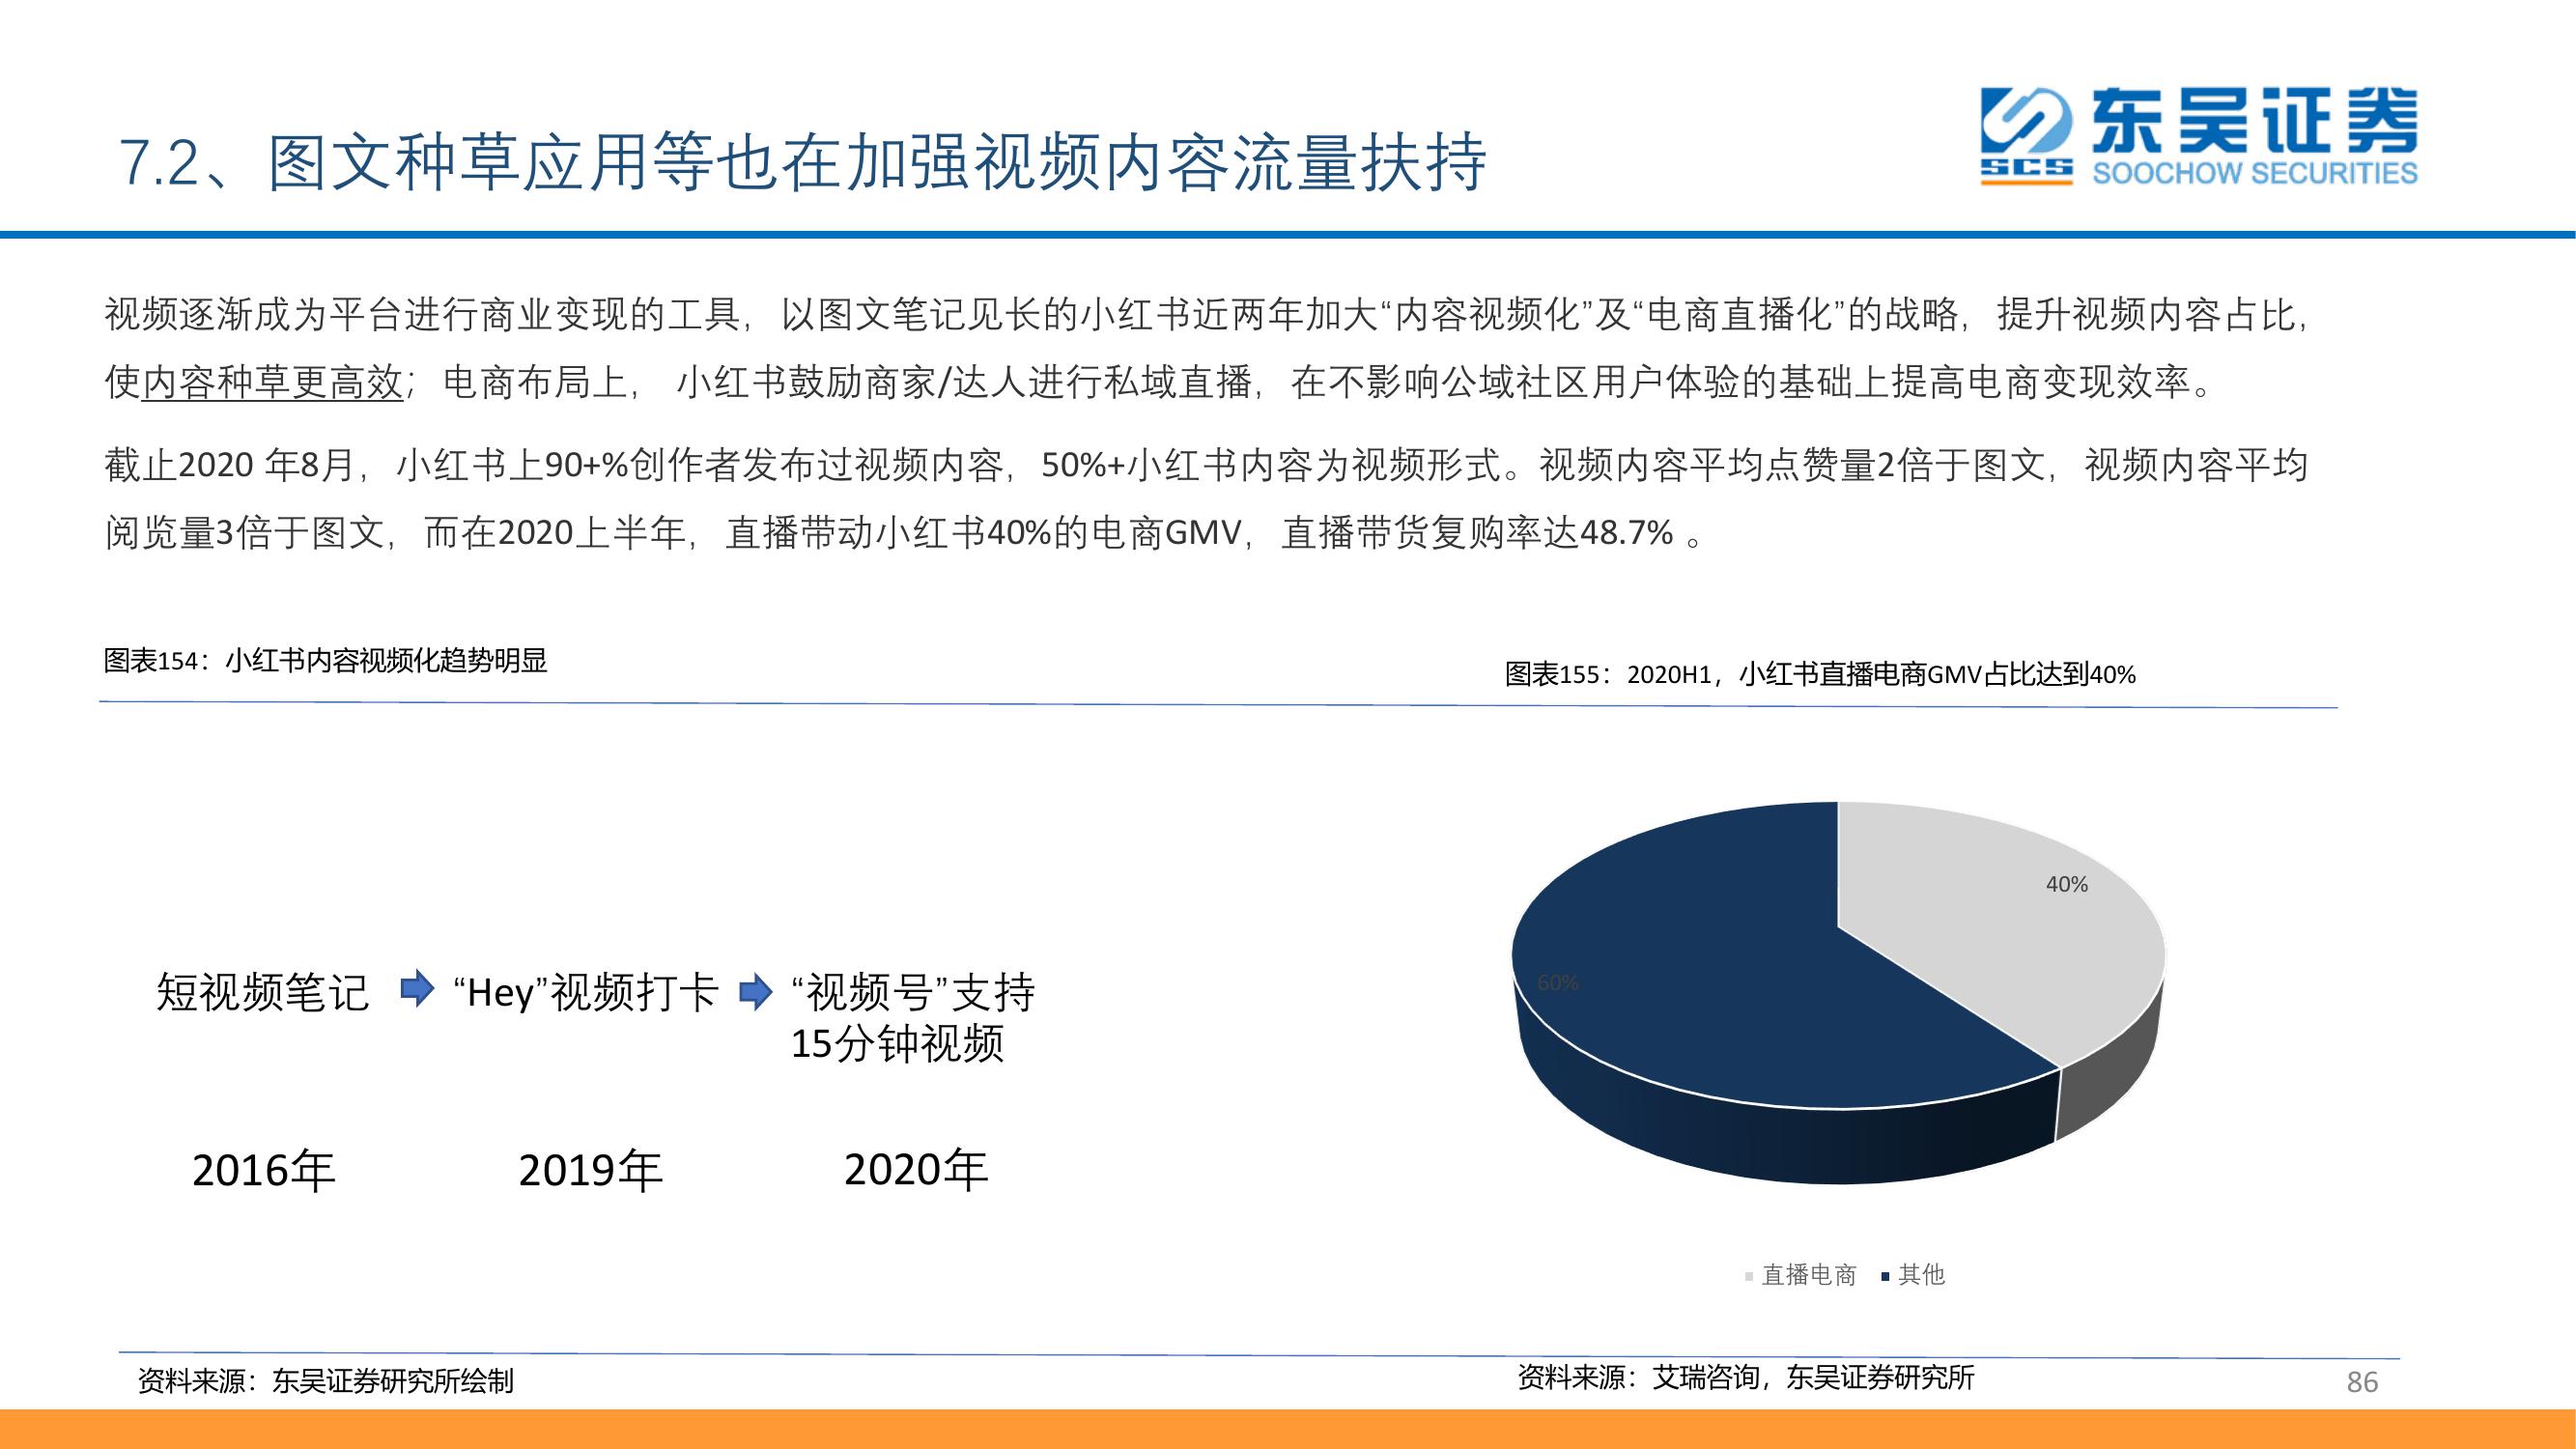 7.2、图文种草应用等也在加强视频内容流量扶持
SCS
东吴证券
SOOCHOW SECURITIES
视频逐渐成为平台进行商业变现的工具，以图文笔记见长的小红书近两年加大“内容视频化”及“电商直播化”的战略，提升视频内容占比，
使内容种草更高效；电商布局上， 小红书鼓励商家/达人进行私域直播，在不影响公域社区用户体验的基础上提高电商变现效率。
截止2020 年8月，小红书上90+%创作者发布过视频内容，50%+小红书内容为视频形式。视频内容平均点赞量2倍于图文，视频内容平均
阅览量3倍于图文，而在2020上半年，直播带动小红书40%的电商GMV，直播带货复购率达48.7% 。
图表154：小红书内容视频化趋势明显
短视频笔记
“Hey”视频打卡
“视频号”支持
15分钟视频
2016年
2019年
2020年
图表155：2020H1，小红书直播电商GMV占比达到40%
40%
60%
直播电商
其他
资料来源：东吴证券研究所绘制
资料来源：艾瑞咨询，东吴证券研究所
86